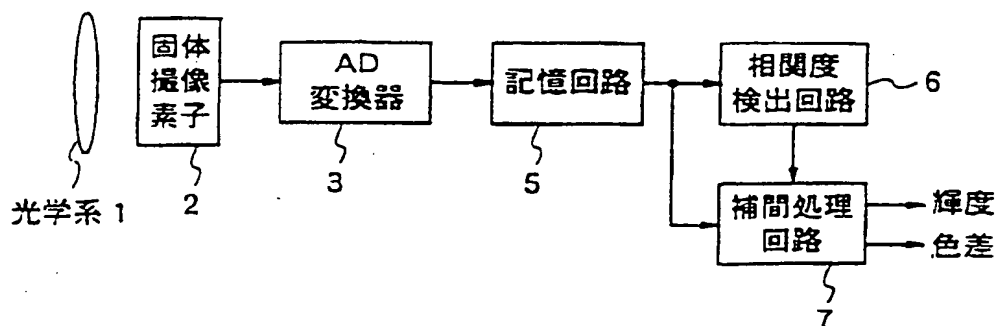 固体
撮像
素子
2
AD
変換器
3
記憶回路
5
相関度
検出回路
6
補間処理
回路
7
輝度
色差
光学系 1